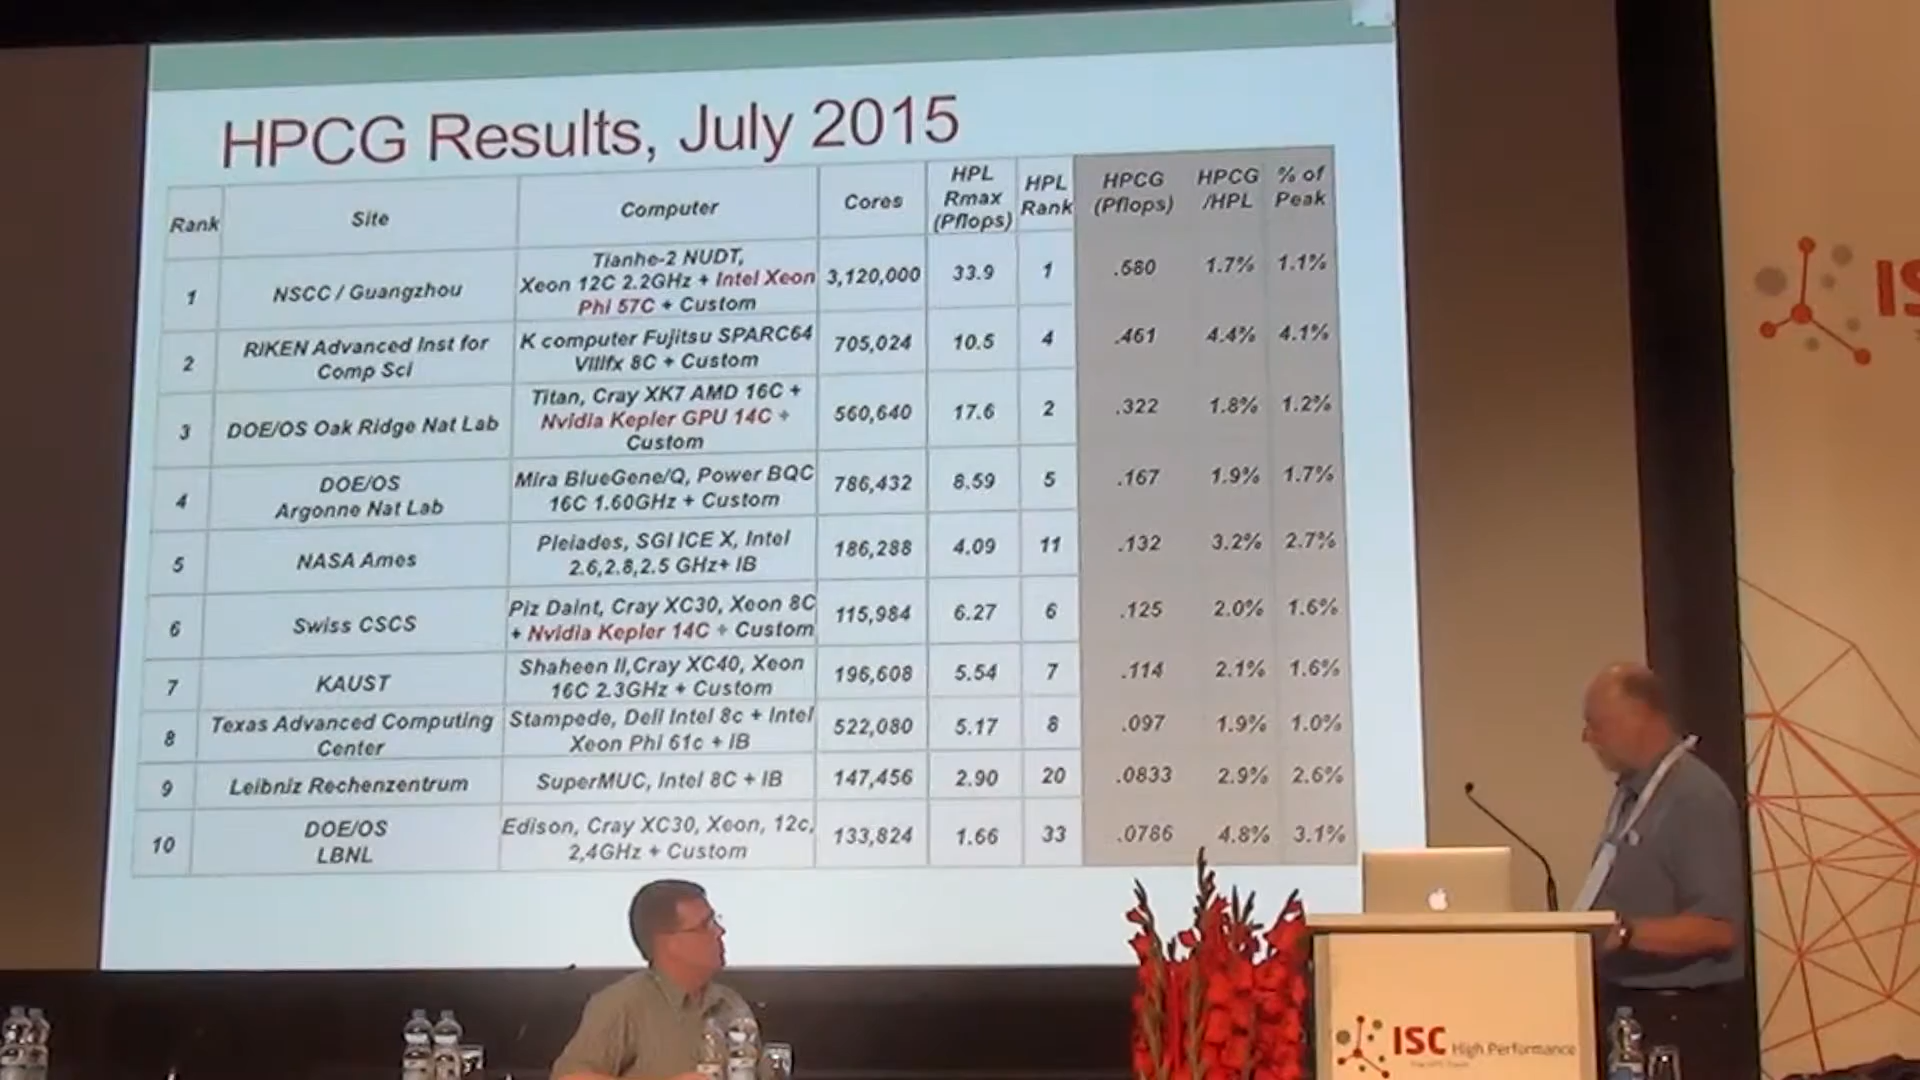 HPCG Results, July 2015
Rank Site Computer Cores HPL Rmax (Pflops) HPL Rank HPCG (Pflops) HPCG /HPL % of Peak
1 NSCC / Guangzhou Tianhe-2 NUDT, Xeon 12C 2.2GHz + Intel Xeon Phi 57C + Custom 3,120,000 33.9 1 .580 1.7% 1.1%
2 RIKEN Advanced Inst for Comp Sci K computer Fujitsu SPARC64 VIIIfx 8C + Custom 705,024 10.5 4 .461 4.4% 4.1%
3 DOE/OS Oak Ridge Nat Lab Titan, Cray XK7 AMD 16C + Nvidia Kepler GPU 14C + Custom 560,640 17.6 2 .322 1.8% 1.2%
4 DOE/OS Argonne Nat Lab Mira BlueGene/Q, Power BQC 16C 1.60GHz + Custom 786,432 8.59 5 .167 1.9% 1.7%
5 NASA Ames Pleiades, SGI ICE X, Intel 2.6,2.8,2.5 GHz+ IB 186,288 4.09 11 .132 3.2% 2.7%
6 Swiss CSCS Piz Daint, Cray XC30, Xeon 8C + Nvidia Kepler 14C + Custom 115,984 6.27 6 .125 2.0% 1.6%
7 KAUST Shaheen II,Cray XC40, Xeon 16C 2.3GHz + Custom 196,608 5.54 7 .114 2.1% 1.6%
8 Texas Advanced Computing Center Stampede, Dell Intel 8c + Intel Xeon Phi 61c + IB 522,080 5.17 8 .097 1.9% 1.0%
9 Leibniz Rechenzentrum SuperMUC, Intel 8C + IB 147,456 2.90 20 .0833 2.9% 2.6%
10 DOE/OS LBNL Edison, Cray XC30, Xeon, 12c, 2,4GHz + Custom 133,824 1.66 33 .0786 4.8% 3.1%
IS
ISC High Performance